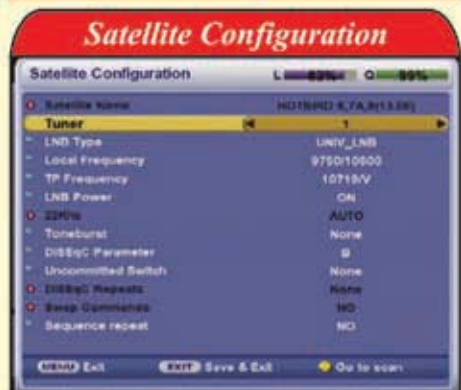 Satellite Configuration
Satellite Configuration L 83% Q 99%
Satellite Name HOTBIRD 6,7A,8(13.0E)
Tuner 1
LNB Type UNIV_LNB
Local Frequency 9750/10600
TP Frequency 10719/V
LNB Power ON
22KHz AUTO
Toneburst None
DiSEqC Parameter B
Uncommitted Switch None
DiSEqC Repeats None
Swap Commands NO
Sequence repeat NO
MENU Exit EXIT Save & Exit Go to scan